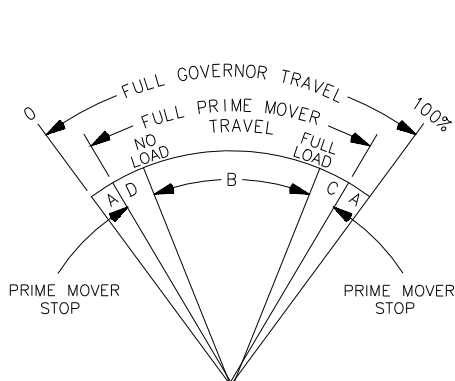 FULL GOVERNOR TRAVEL
0
100%
FULL PRIME MOVER
TRAVEL
NO
LOAD
FULL
LOAD
A
D
B
C
A
PRIME MOVER
STOP
PRIME MOVER
STOP